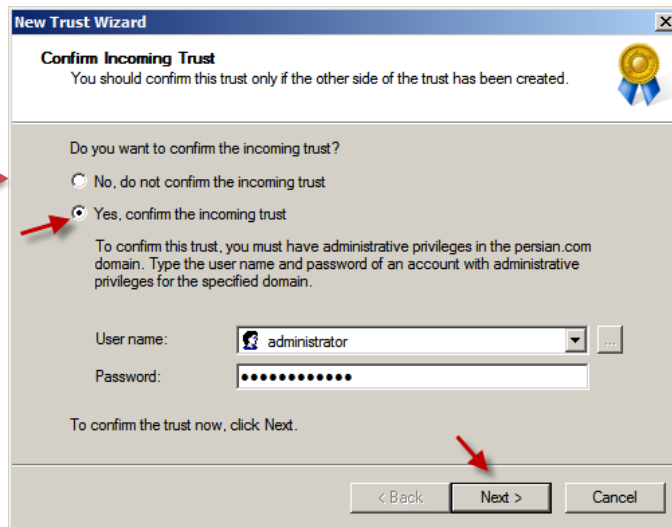 New Trust Wizard
Confirm Incoming Trust
You should confirm this trust only if the other side of the trust has been created.
Do you want to confirm the incoming trust?
No, do not confirm the incoming trust
Yes, confirm the incoming trust
To confirm this trust, you must have administrative privileges in the persian.com
domain. Type the user name and password of an account with administrative
privileges for the specified domain.
User name:
administrator
...
Password:
●●●●●●●●●●●●
To confirm the trust now, click Next.
< Back
Next >
Cancel